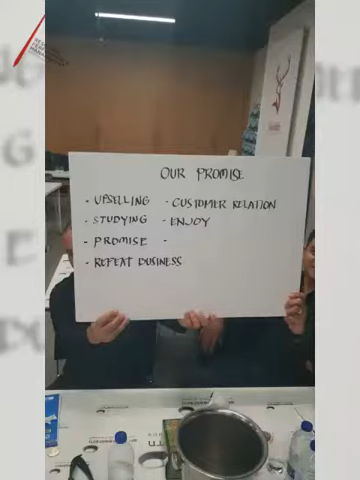 OUR PROMISE
· UPSELLING · CUSTOMER RELATION
· STUDYING · ENJOY
· PROMISE ·
· REPEAT BUSINESS